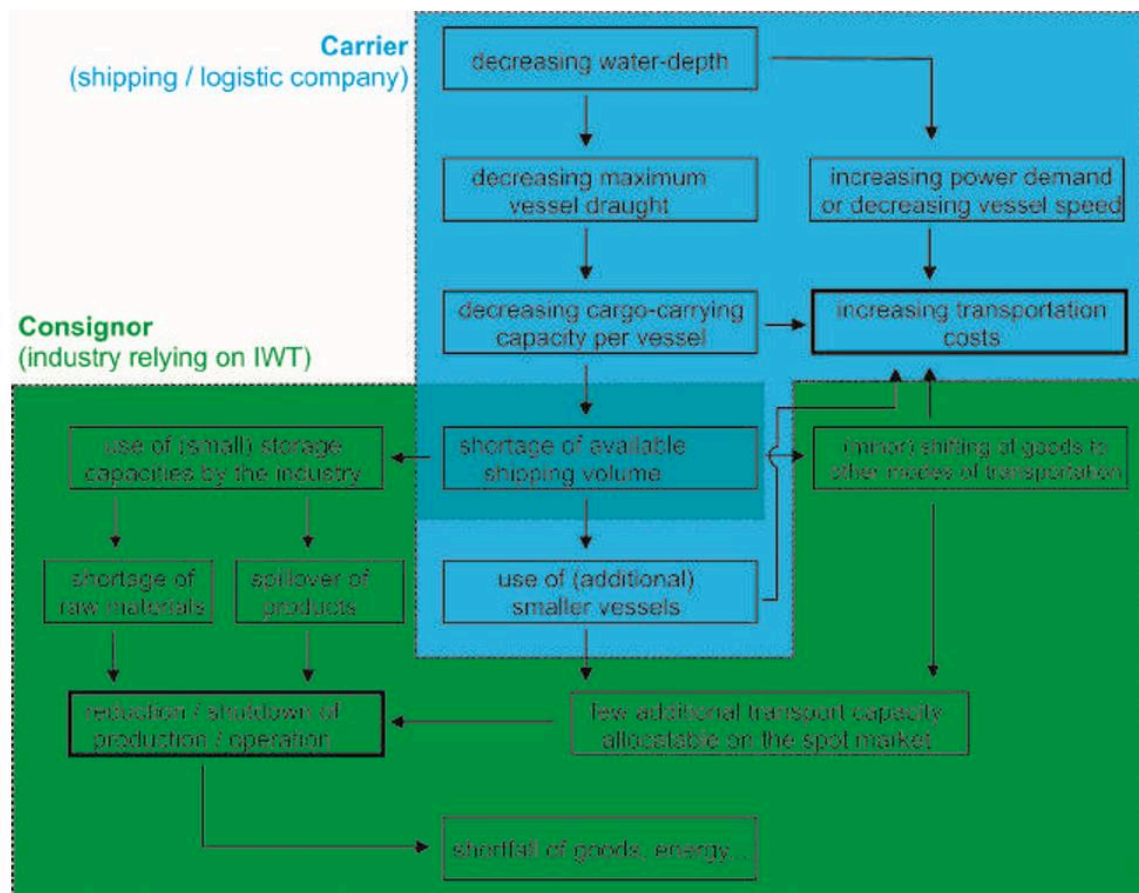 Carrier
(shipping / logistic company)
decreasing water-depth
decreasing maximum
vessel draught
increasing power demand
or decreasing vessel speed
decreasing cargo-carrying
capacity per vessel
increasing transportation
costs
Consignor
(industry relying on IWT)
use of (small) storage
capacities by the industry
shortage of available
shipping volume
(minor) shifting of goods to
other modes of transportation
shortage of
raw materials
spillover of
products
use of (additional)
smaller vessels
reduction / shutdown of
production / operation
few additional transport capacity
allocatable on the spot market
shortfall of goods, energy...